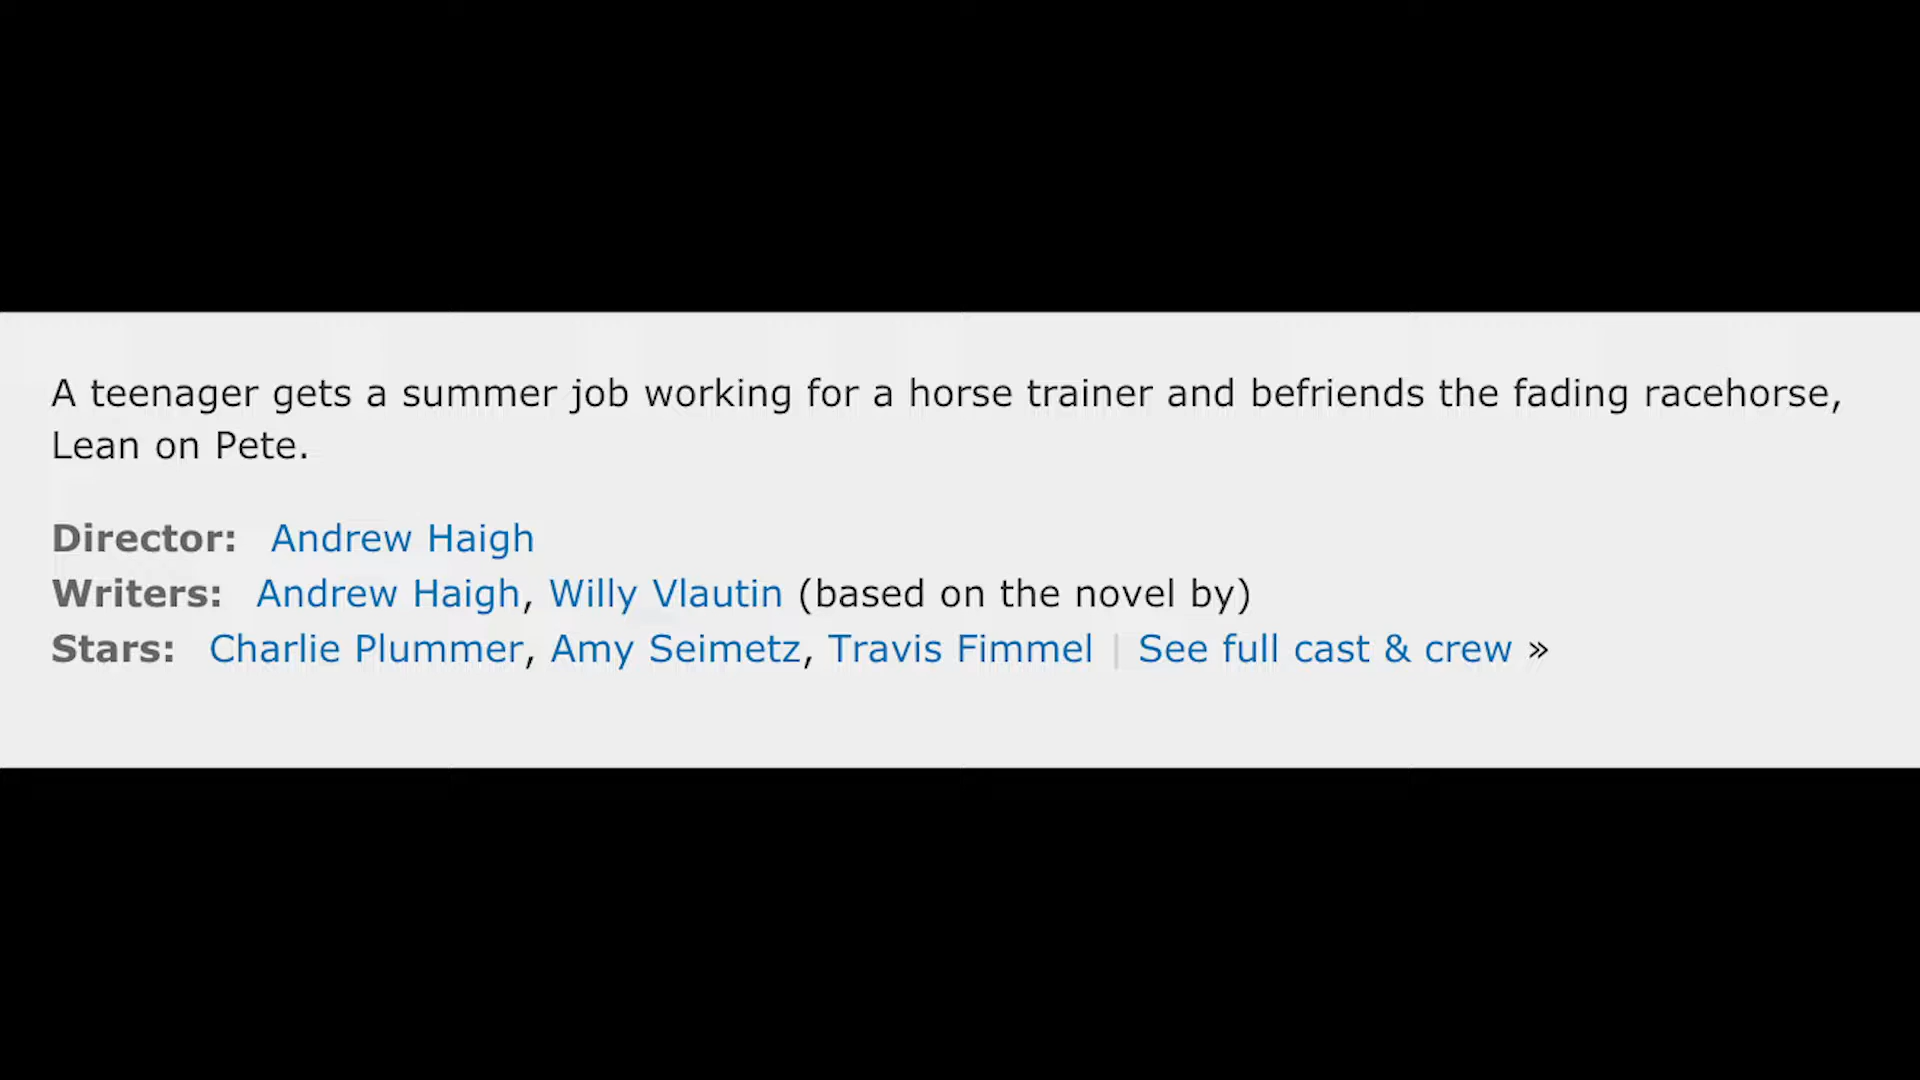 A teenager gets a summer job working for a horse trainer and befriends the fading racehorse,
Lean on Pete.
Director: Andrew Haigh
Writers: Andrew Haigh, Willy Vlautin (based on the novel by)
Stars: Charlie Plummer, Amy Seimetz, Travis Fimmel | See full cast & crew »